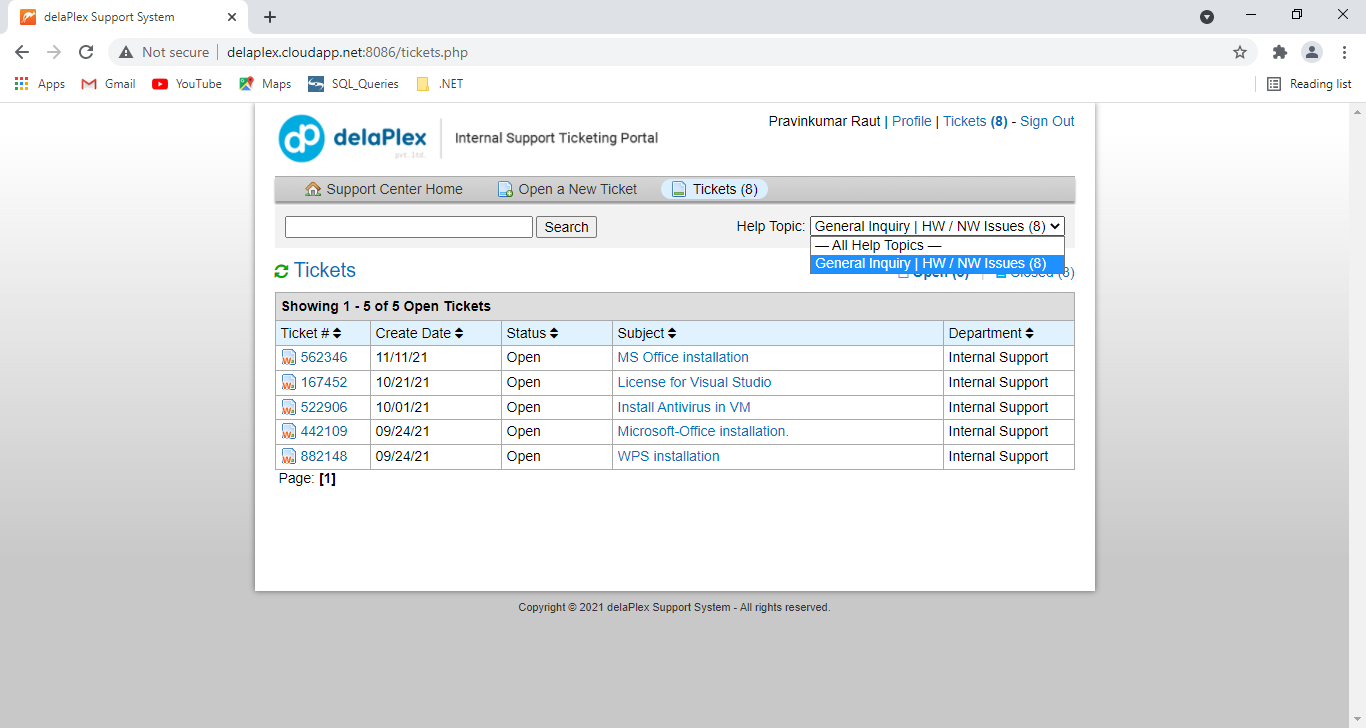 delaPlex Support System
Not secure | delaplex.cloudapp.net:8086/tickets.php
Apps Gmail YouTube Maps SQL_Queries .NET Reading list
dp delaPlex pvt. ltd. Internal Support Ticketing Portal
Pravinkumar Raut | Profile | Tickets (8) - Sign Out
Support Center Home Open a New Ticket Tickets (8)
Search Help Topic: General Inquiry | HW / NW Issues (8)
— All Help Topics —
General Inquiry | HW / NW Issues (8)
Tickets
Showing 1 - 5 of 5 Open Tickets
Ticket # Create Date Status Subject Department
562346 11/11/21 Open MS Office installation Internal Support
167452 10/21/21 Open License for Visual Studio Internal Support
522906 10/01/21 Open Install Antivirus in VM Internal Support
442109 09/24/21 Open Microsoft-Office installation. Internal Support
882148 09/24/21 Open WPS installation Internal Support
Page: [1]
Copyright © 2021 delaPlex Support System - All rights reserved.